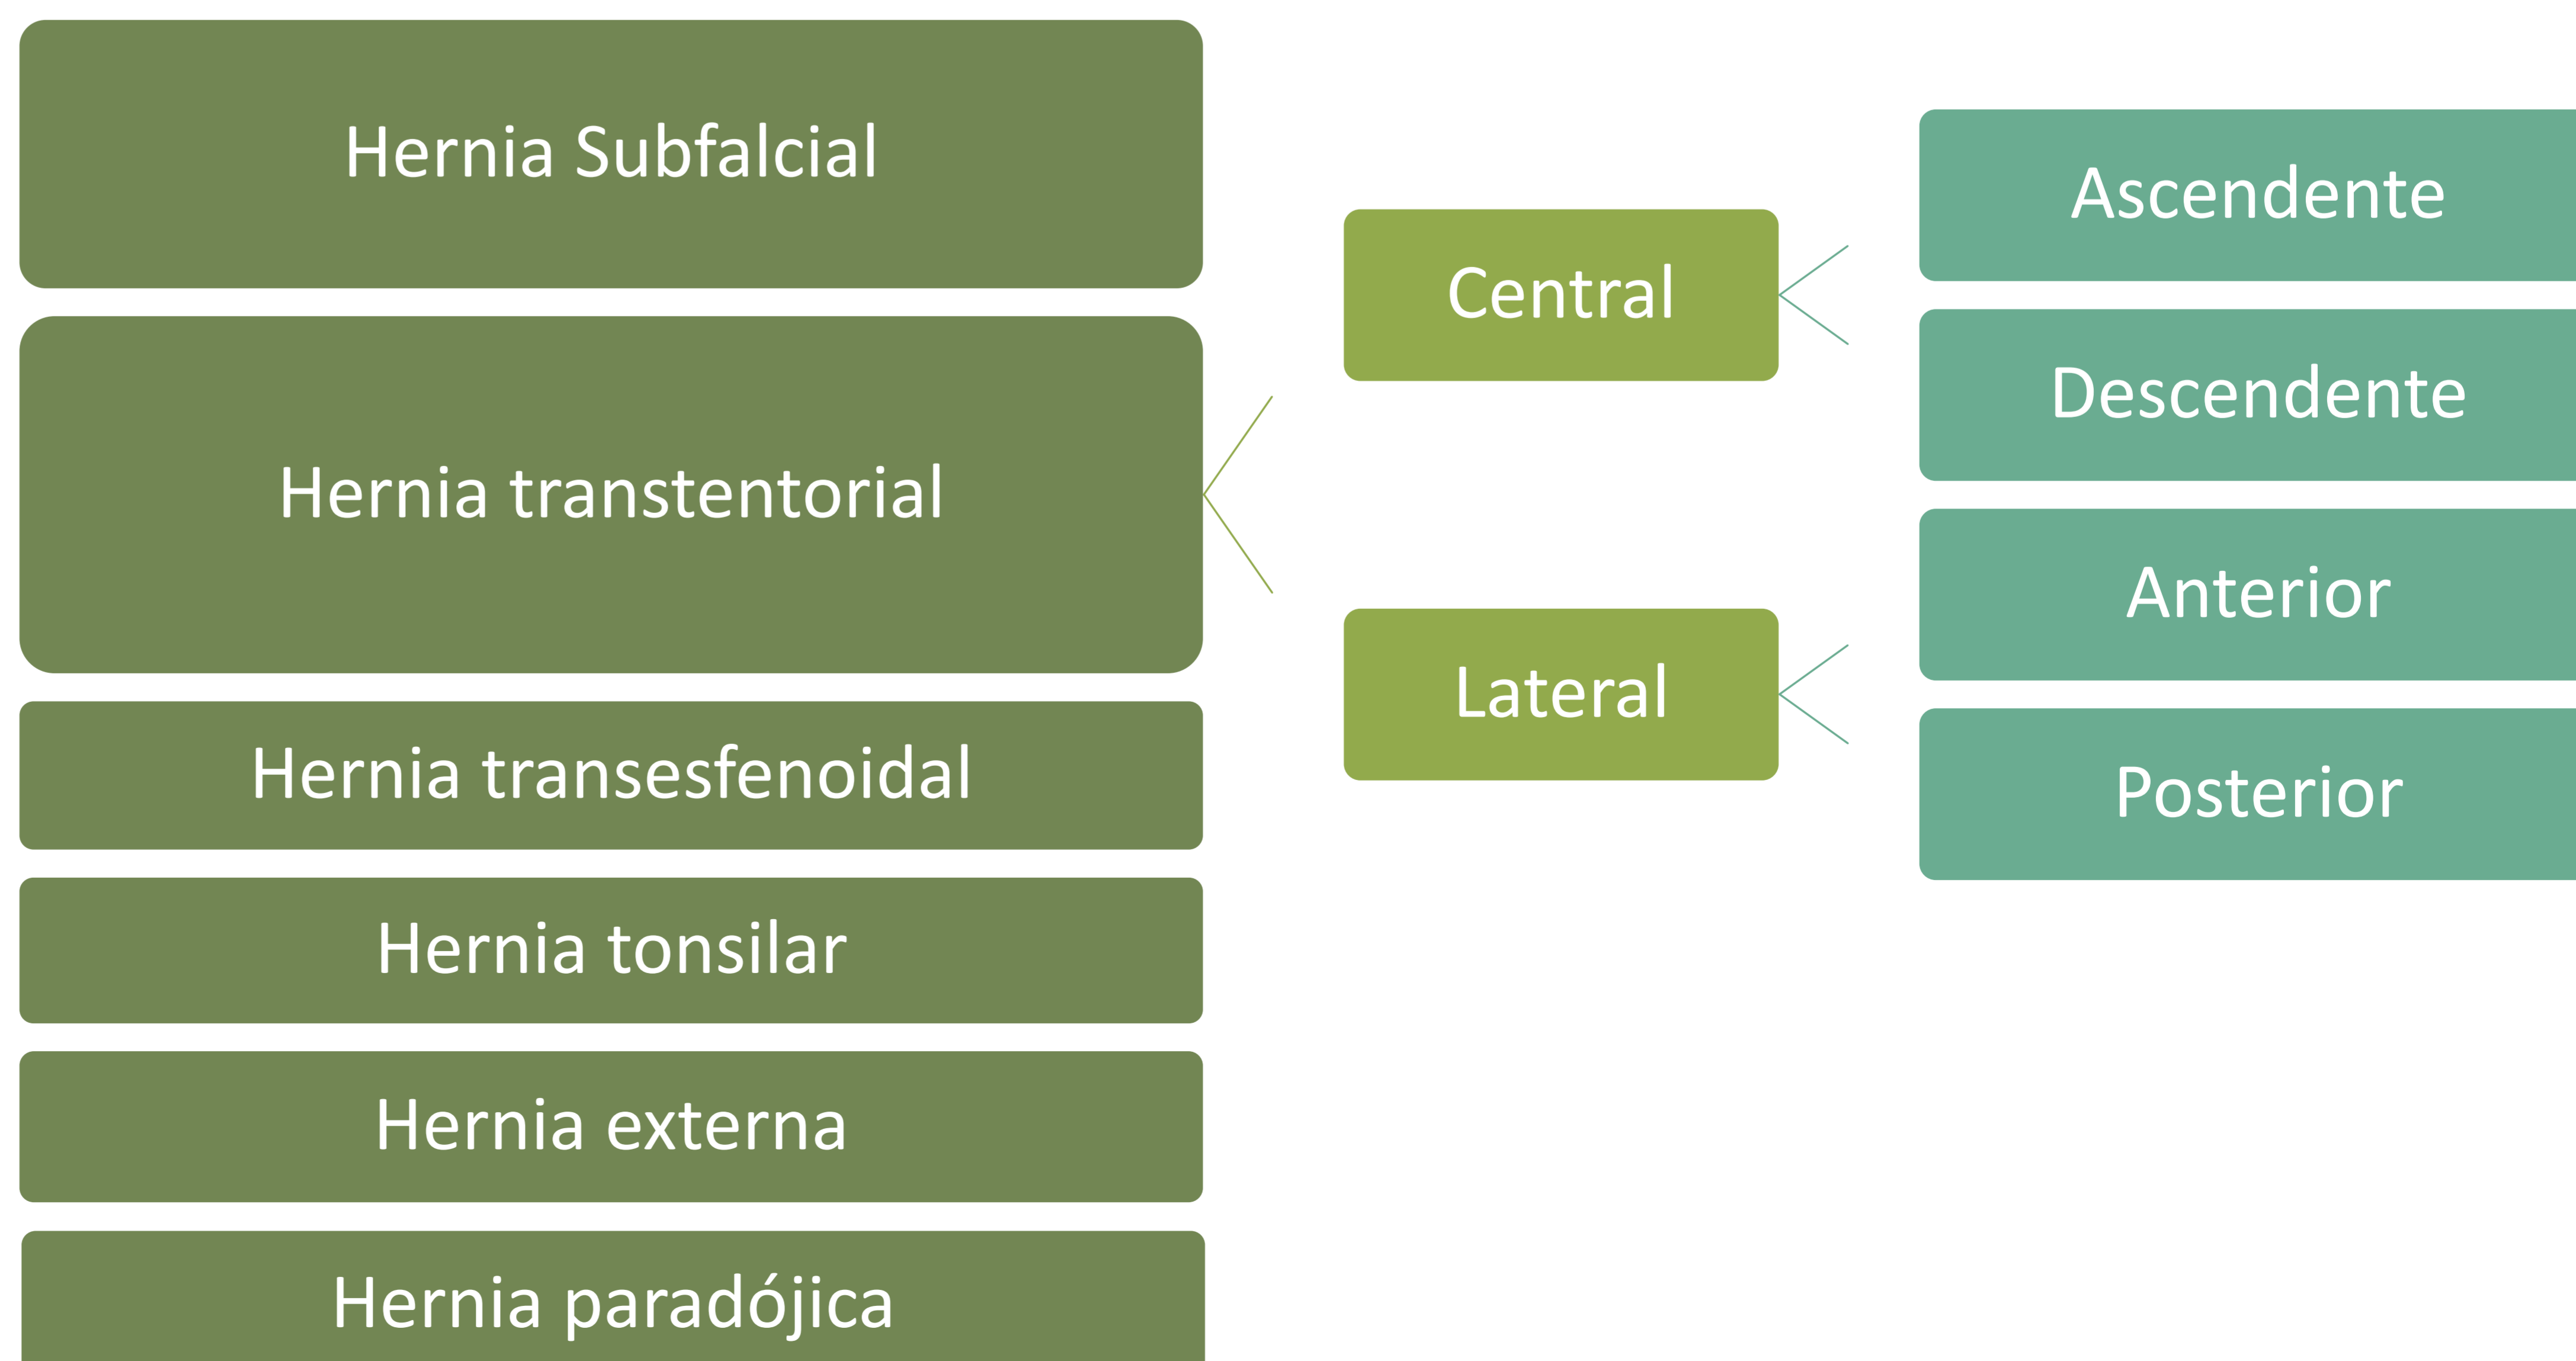 Hernia Subfalcial
Hernia transtentorial
Central
Ascendente
Descendente
Lateral
Anterior
Posterior
Hernia transesfenoidal
Hernia tonsilar
Hernia externa
Hernia paradójica